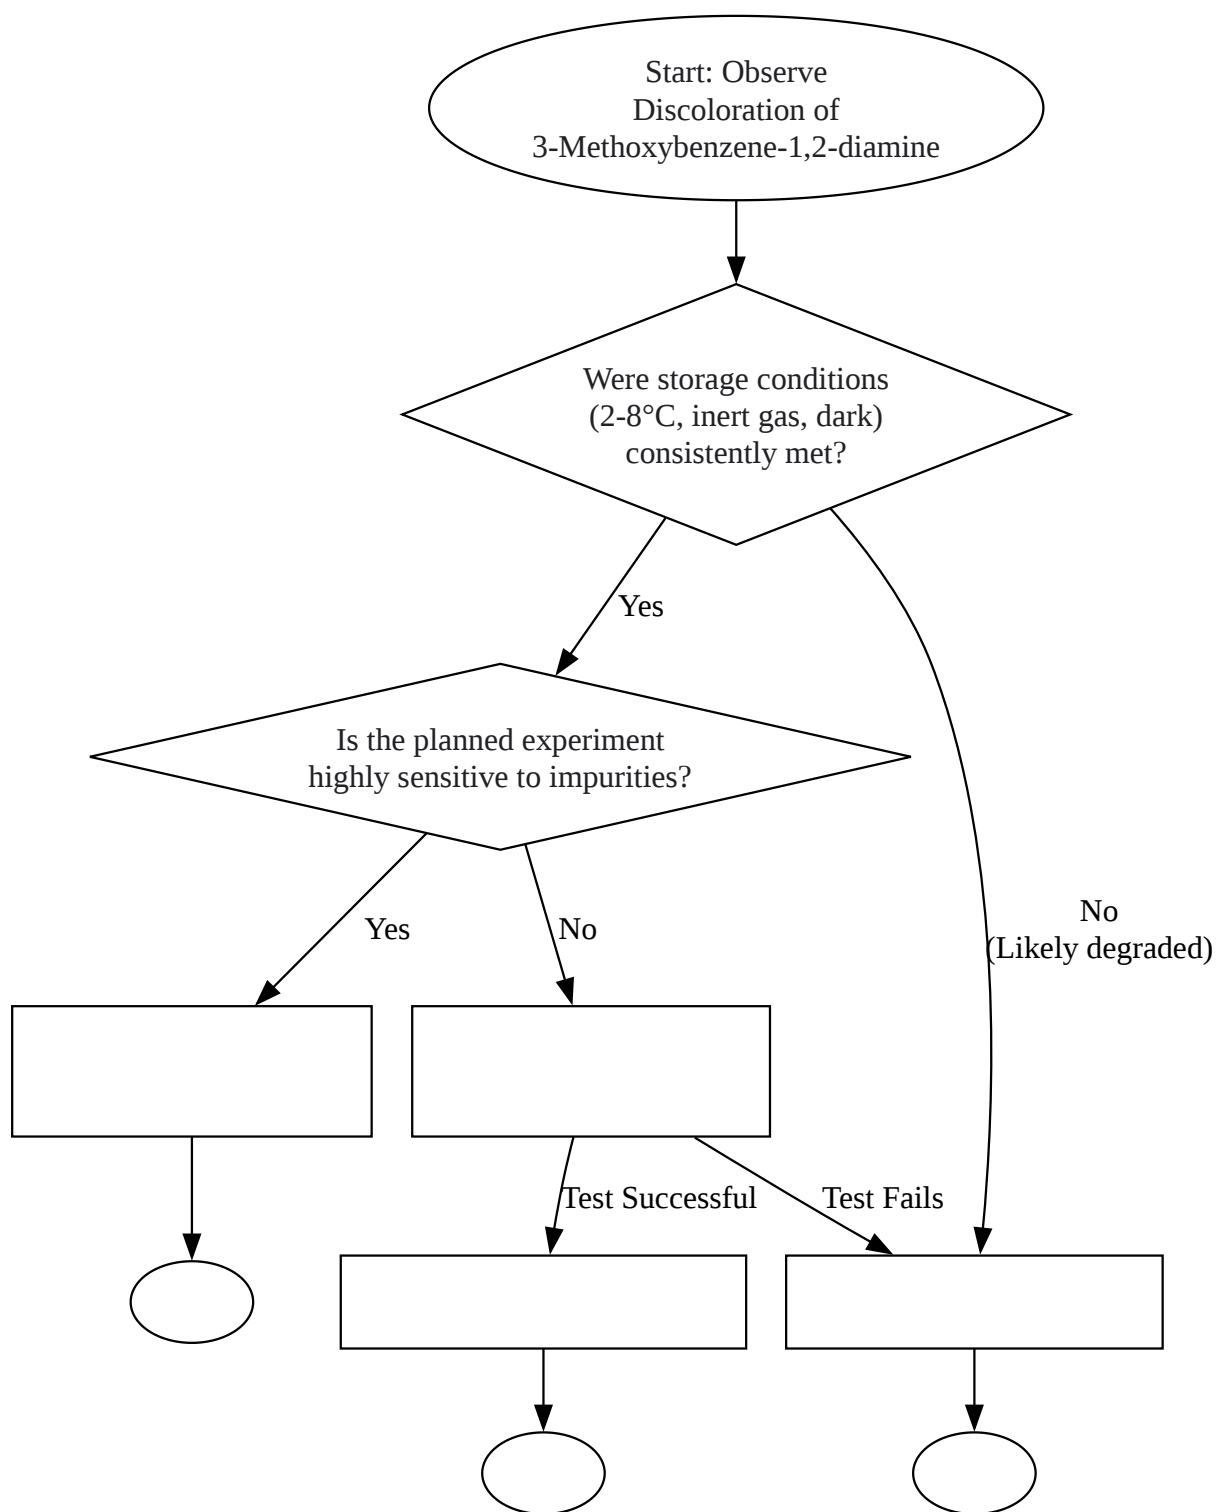 Start: Observe
Discoloration of
3-Methoxybenzene-1,2-diamine
Were storage conditions
(2-8°C, inert gas, dark)
consistently met?
Yes
Is the planned experiment
highly sensitive to impurities?
Yes
No
No
(Likely degraded)
Test Successful
Test Fails